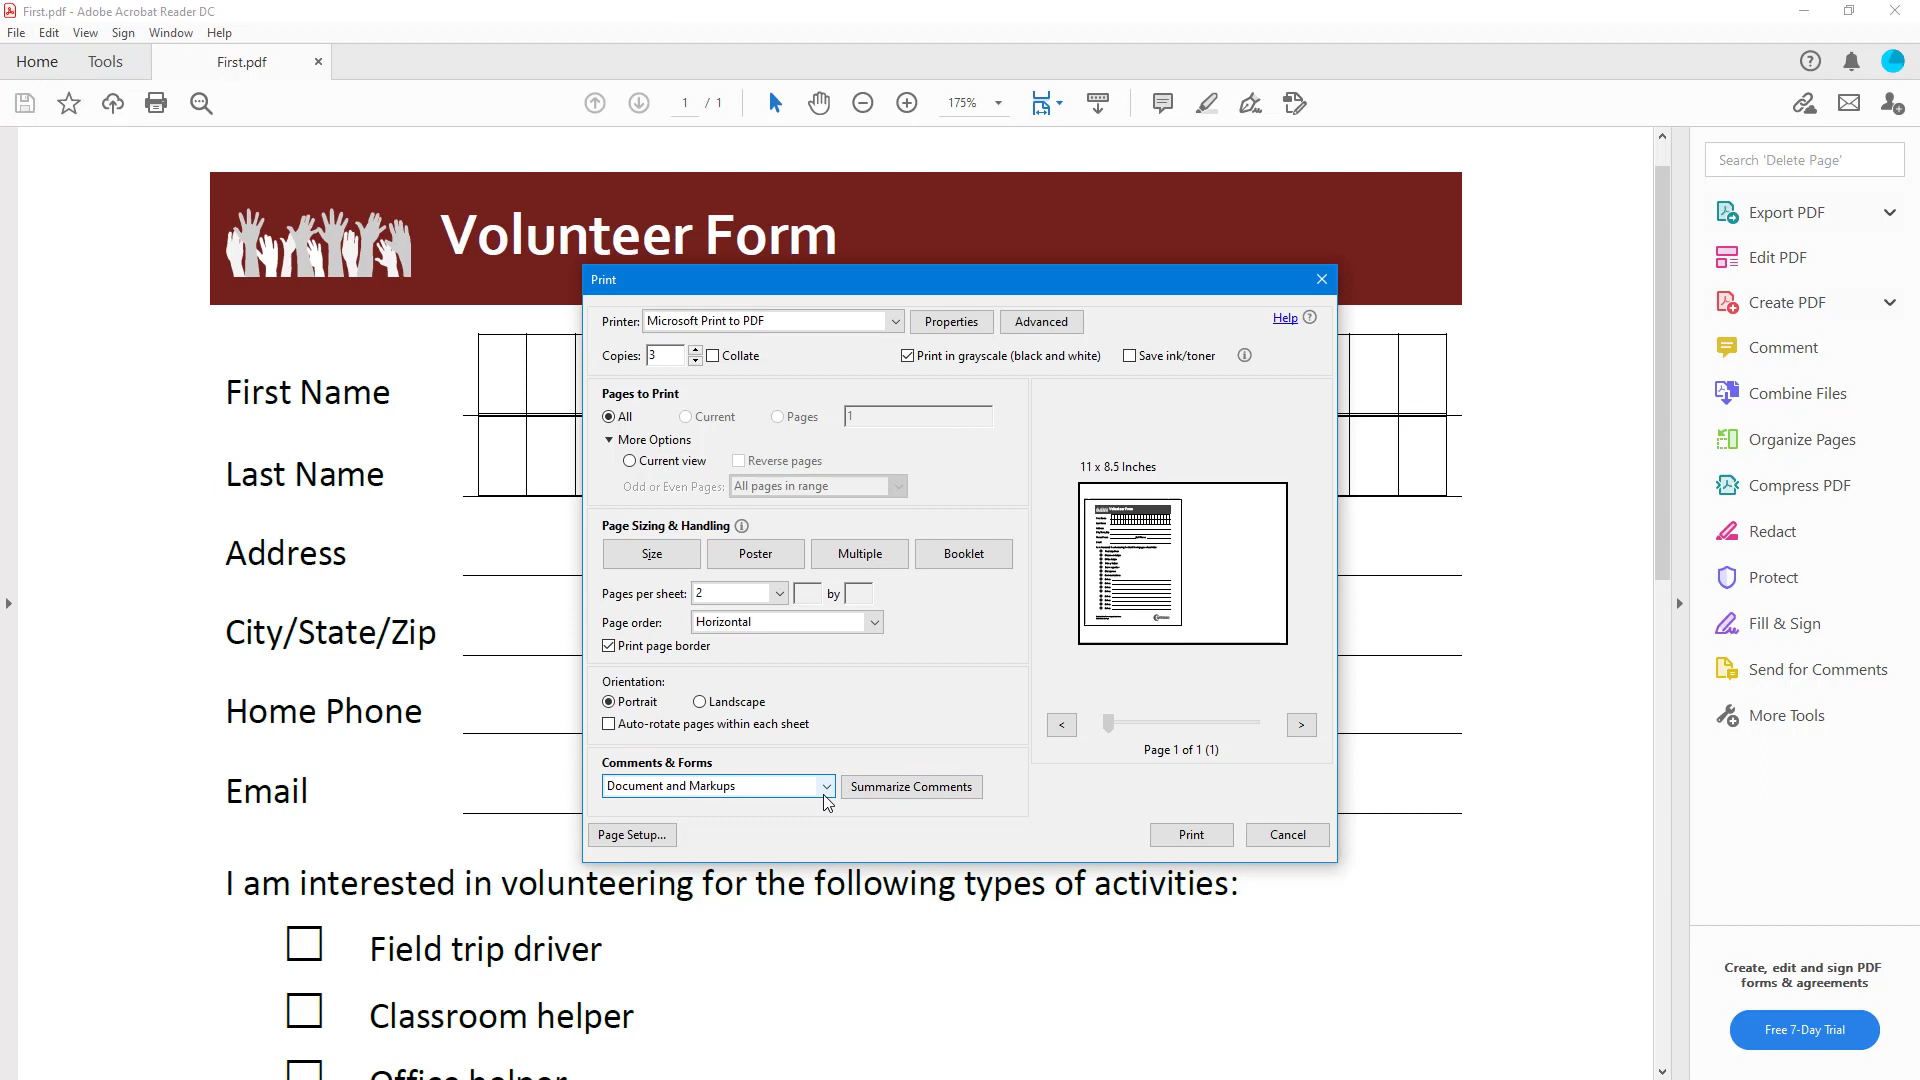 First.pdf - Adobe Acrobat Reader DC
File Edit View Sign Window Help
Home Tools First.pdf
1 / 1 175%
Search 'Delete Page'
Export PDF
Edit PDF
Create PDF
Comment
Combine Files
Organize Pages
Compress PDF
Redact
Protect
Fill & Sign
Send for Comments
More Tools
Create, edit and sign PDF
forms & agreements
Free 7-Day Trial
Volunteer Form
First Name
Last Name
Address
City/State/Zip
Home Phone
Email
I am interested in volunteering for the following types of activities:
Field trip driver
Classroom helper
Office helper
Print
Printer: Microsoft Print to PDF Properties Advanced Help
Copies: 3 Collate Print in grayscale (black and white) Save ink/toner
Pages to Print
All Current Pages 1
More Options
Current view Reverse pages
Odd or Even Pages: All pages in range
Page Sizing & Handling
Size Poster Multiple Booklet
Pages per sheet: 2 by
Page order: Horizontal
Print page border
Orientation:
Portrait Landscape
Auto-rotate pages within each sheet
Comments & Forms
Document and Markups Summarize Comments
Page Setup...
11 x 8.5 Inches
Volunteer Form
< >
Page 1 of 1 (1)
Print Cancel